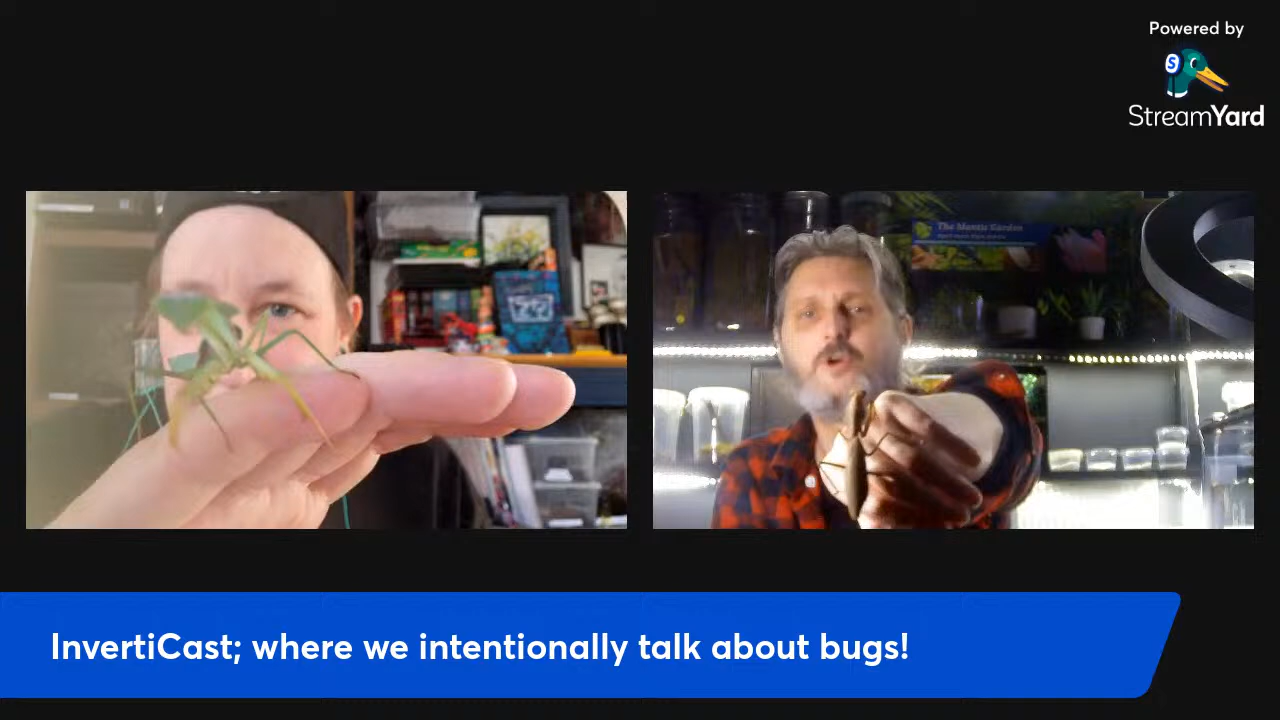 Powered by
S
StreamYard
The Mantis Garden
InvertiCast; where we intentionally talk about bugs!